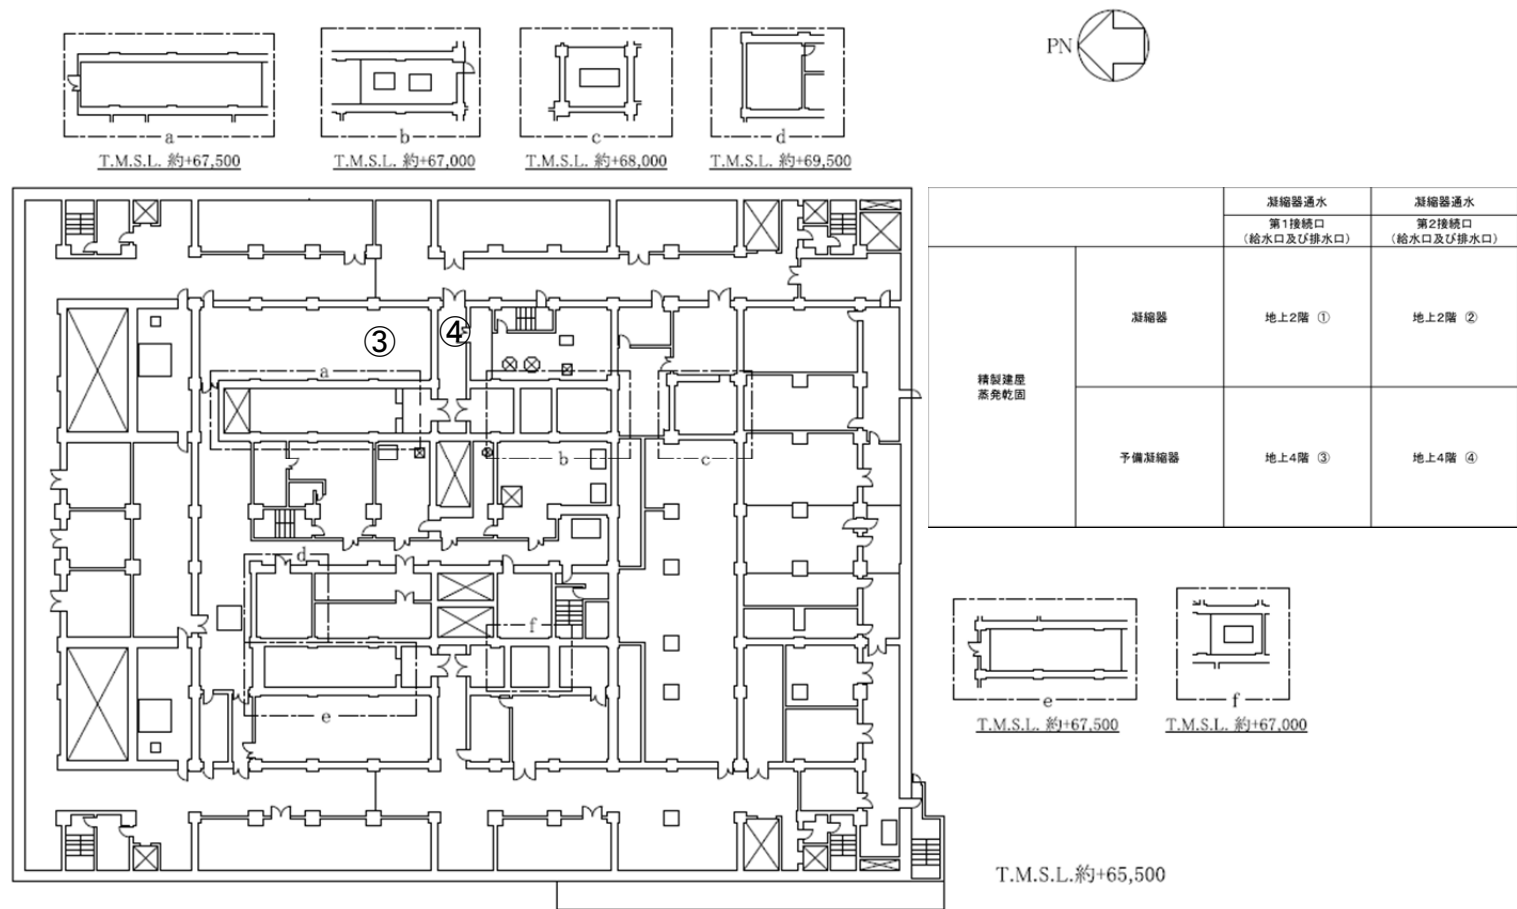 PN
a
b
c
d
T.M.S.L. 約+67,500
T.M.S.L. 約+67,000
T.M.S.L. 約+68,000
T.M.S.L. 約+69,500
凝縮器通水
凝縮器通水
第1接続口
(給水口及び排水口)
第2接続口
(給水口及び排水口)
精製建屋
蒸発乾固
凝縮器
地上2階 ①
地上2階 ②
予備凝縮器
地上4階 ③
地上4階 ④
③
④
a
b
c
d
f
e
e
T.M.S.L. 約+67,500
f
T.M.S.L. 約+67,000
T.M.S.L.約+65,500